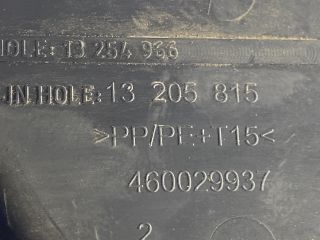 HOLE: 13 254 966
IN HOLE: 13 205 815
>PP/PE+T15<
460029937
2